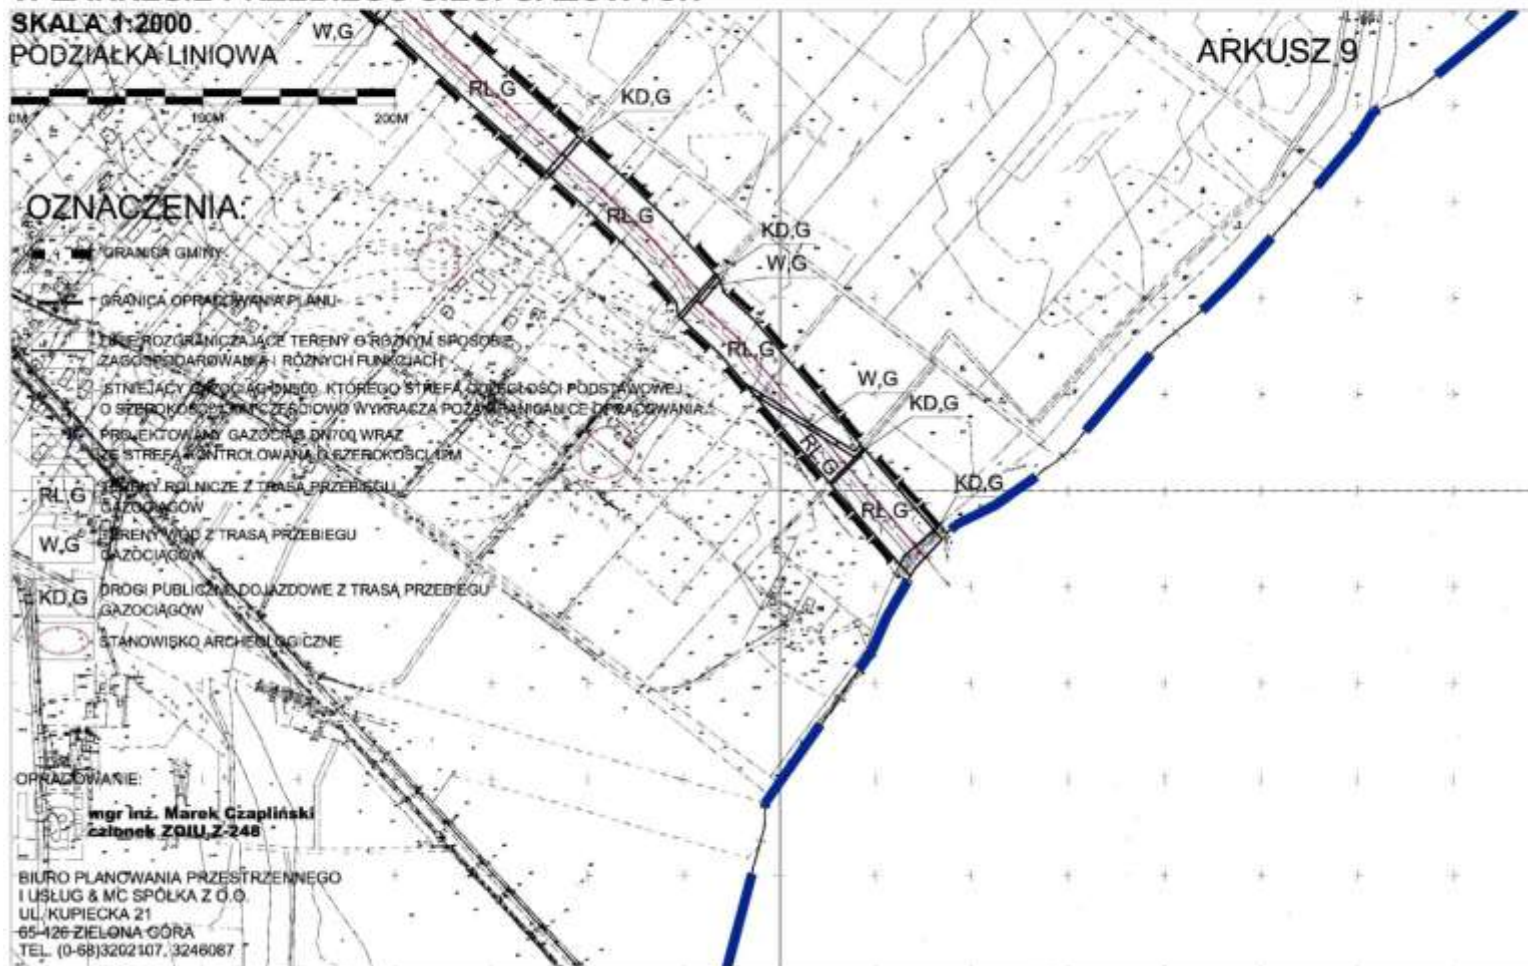 SKALA 1:2000
PODZIAŁKA LINIOWA
0M 100M 200M
ARKUSZ 9
W,G
RL,G
KD,G
RL,G
KD,G
W,G
RL,G
W,G
KD,G
RL,G
KD,G
RL,G
OZNACZENIA:
GRANICA GMINY
GRANICA OPRACOWANIA PLANU
LINIE ROZGRANICZAJĄCE TERENY O RÓŻNYM SPOSOBIE
ZAGOSPODAROWANIA I RÓŻNYCH FUNKCJACH
ISTNIEJĄCY GAZOCIĄG DN500, KTÓREGO STREFA ODLEGŁOŚCI PODSTAWOWEJ
O SZEROKOŚCI CZĘŚCIOWO WYKRACZA POZA OPRACOWANIA
PROJEKTOWANY GAZOCIĄG DN700 WRAZ
ZE STREFĄ KONTROLOWANĄ O SZEROKOŚCI 12M
RL,G TERENY ROLNICZE Z TRASĄ PRZEBIEGU
GAZOCIĄGÓW
W,G TERENY WÓD Z TRASĄ PRZEBIEGU
GAZOCIĄGÓW
KD,G DROGI PUBLICZNE DOJAZDOWE Z TRASĄ PRZEBIEGU
GAZOCIĄGÓW
STANOWISKO ARCHEOLOGICZNE
OPRACOWANIE:
mgr inż. Marek Czapliński
członek ZOIU Z-248
BIURO PLANOWANIA PRZESTRZENNEGO
I USŁUG & MC SPÓŁKA Z O.O.
UL. KUPIECKA 21
65-426 ZIELONA GÓRA
TEL. (0-68)3202107, 3246087